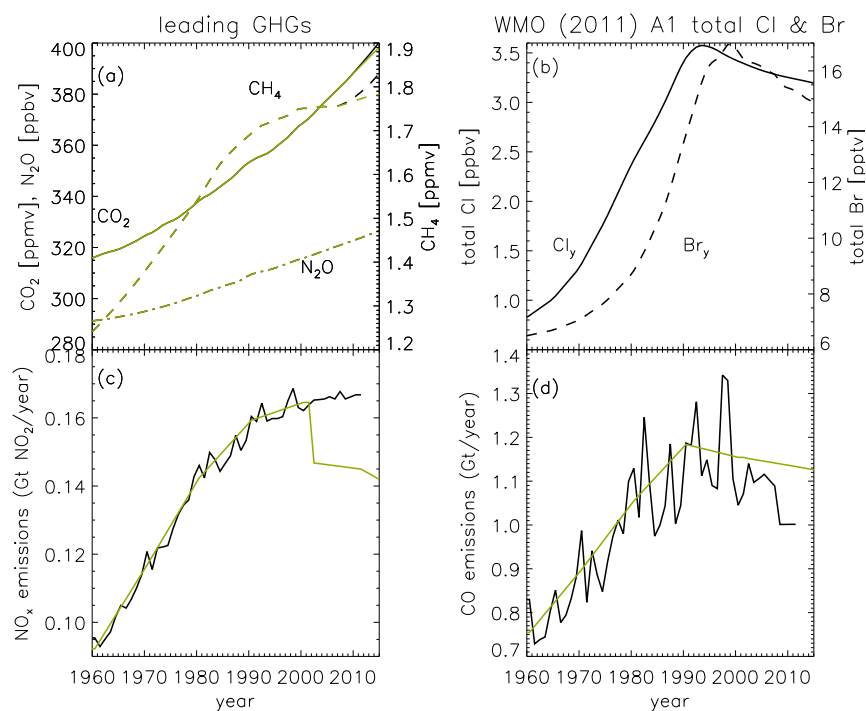 leading GHGs
WMO (2011) A1 total Cl & Br
400
380
360
340
320
300
280
CO₂ [ppmv], N₂O [ppbv]
(a)
CH₄
CO₂
N₂O
1.9
1.8
1.7
1.6
1.5
1.4
1.3
1.2
CH₄ [ppmv]
3.5
3.0
2.5
2.0
1.5
1.0
total Cl [ppbv]
(b)
Cl_y
Br_y
16
14
12
10
8
6
total Br [pptv]
0.18
0.16
0.14
0.12
0.10
NOₓ emissions (Gt NO₂/year)
(c)
1960 1970 1980 1990 2000 2010
year
1.4
1.3
1.2
1.1
1.0
0.9
0.8
0.7
CO emissions (Gt/year)
(d)
1960 1970 1980 1990 2000 2010
year